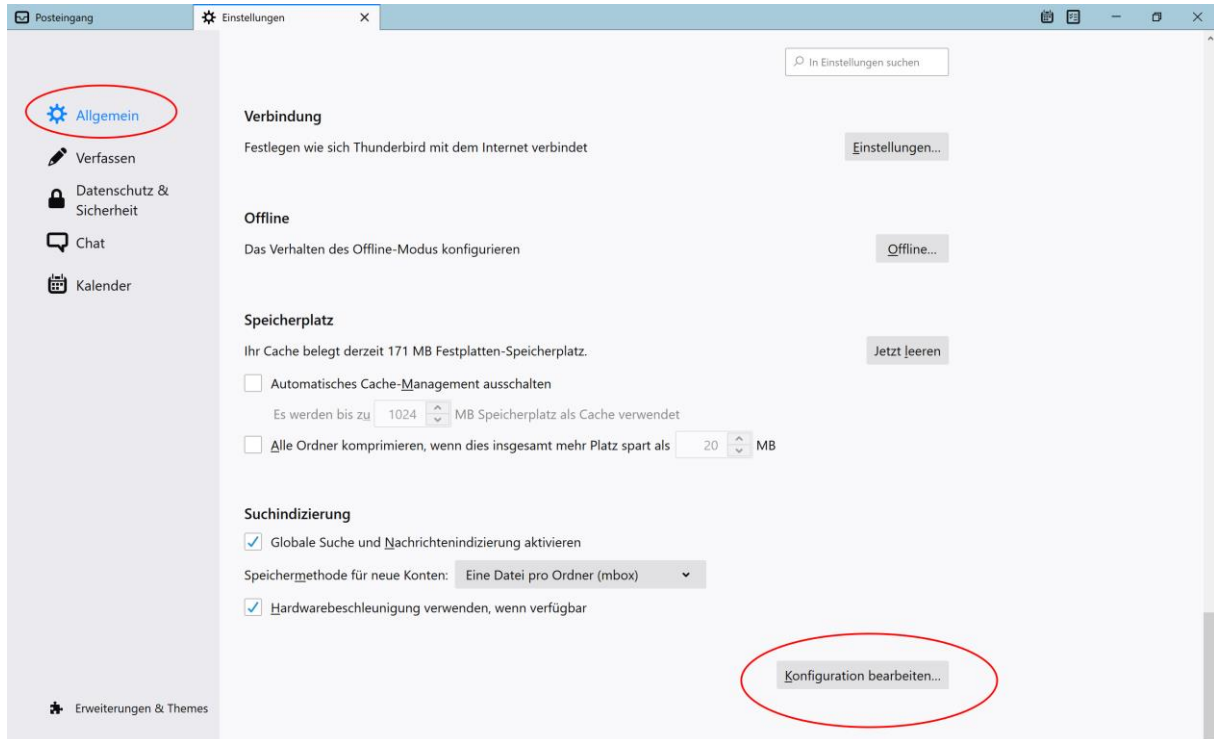 Posteingang
Einstellungen
In Einstellungen suchen
Allgemein
Verfassen
Datenschutz &
Sicherheit
Chat
Kalender
Erweiterungen & Themes
Verbindung
Festlegen wie sich Thunderbird mit dem Internet verbindet
Einstellungen...
Offline
Das Verhalten des Offline-Modus konfigurieren
Offline...
Speicherplatz
Ihr Cache belegt derzeit 171 MB Festplatten-Speicherplatz.
Jetzt leeren
Automatisches Cache-Management ausschalten
Es werden bis zu 1024 MB Speicherplatz als Cache verwendet
Alle Ordner komprimieren, wenn dies insgesamt mehr Platz spart als 20 MB
Suchindizierung
Globale Suche und Nachrichtenindizierung aktivieren
Speichermethode für neue Konten: Eine Datei pro Ordner (mbox)
Hardwarebeschleunigung verwenden, wenn verfügbar
Konfiguration bearbeiten...